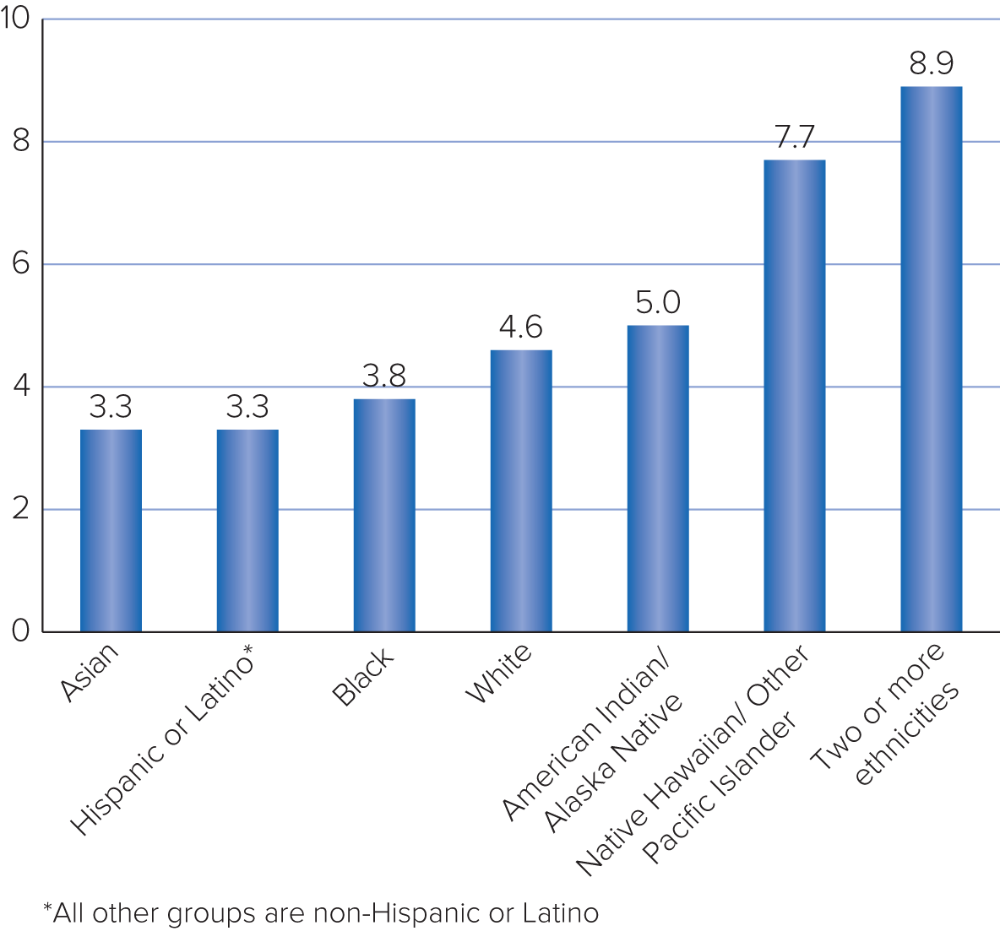 10
8
6
4
2
0
3.3
3.3
3.8
4.6
5.0
7.7
8.9
Asian
Hispanic or Latino*
Black
White
American Indian/
Alaska Native
Native Hawaiian/ Other
Pacific Islander
Two or more
ethnicities
*All other groups are non-Hispanic or Latino